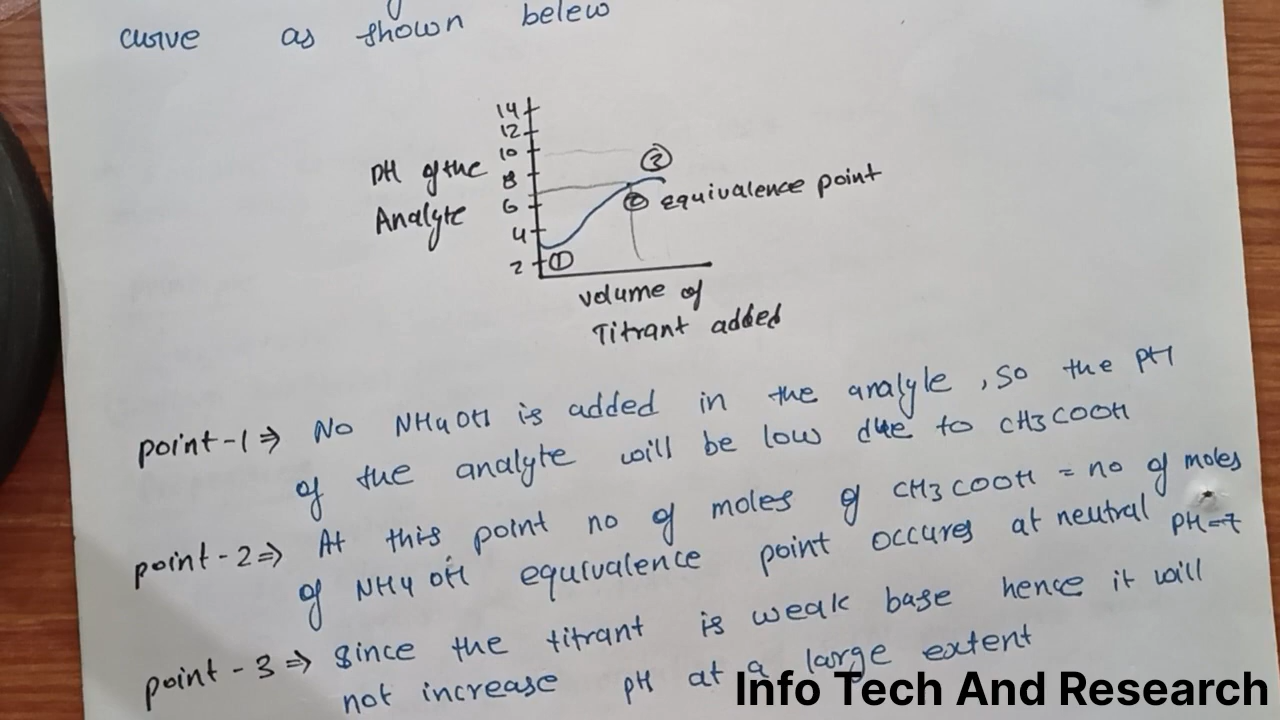 curve as shown below
14
12
10
8
6
4
2
PH of the
Analyte
③
② equivalence point
①
volume of
Titrant added
point-1 ⇒ No NH4OH is added in the analyte, so the PH
of the analyte will be low due to CH3COOH
point-2 ⇒ At this point no of moles of CH3COOH = no of moles
of NH4OH equivalence point occures at neutral PH=7
point-3 ⇒ Since the titrant is weak base hence it will
not increase pH at a large extent
Info Tech And Research